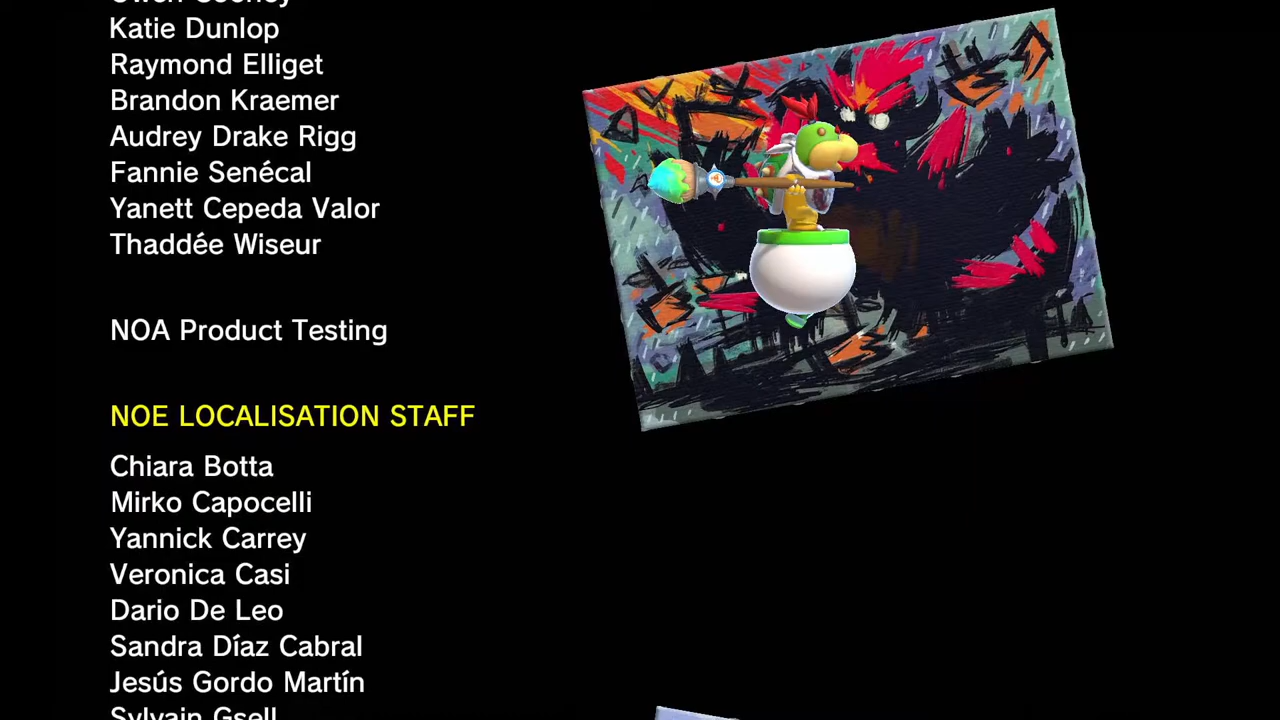 Katie Dunlop
Raymond Elliget
Brandon Kraemer
Audrey Drake Rigg
Fannie Senécal
Yanett Cepeda Valor
Thaddée Wiseur
NOA Product Testing
NOE LOCALISATION STAFF
Chiara Botta
Mirko Capocelli
Yannick Carrey
Veronica Casi
Dario De Leo
Sandra Díaz Cabral
Jesús Gordo Martín
Sylvain Gsell